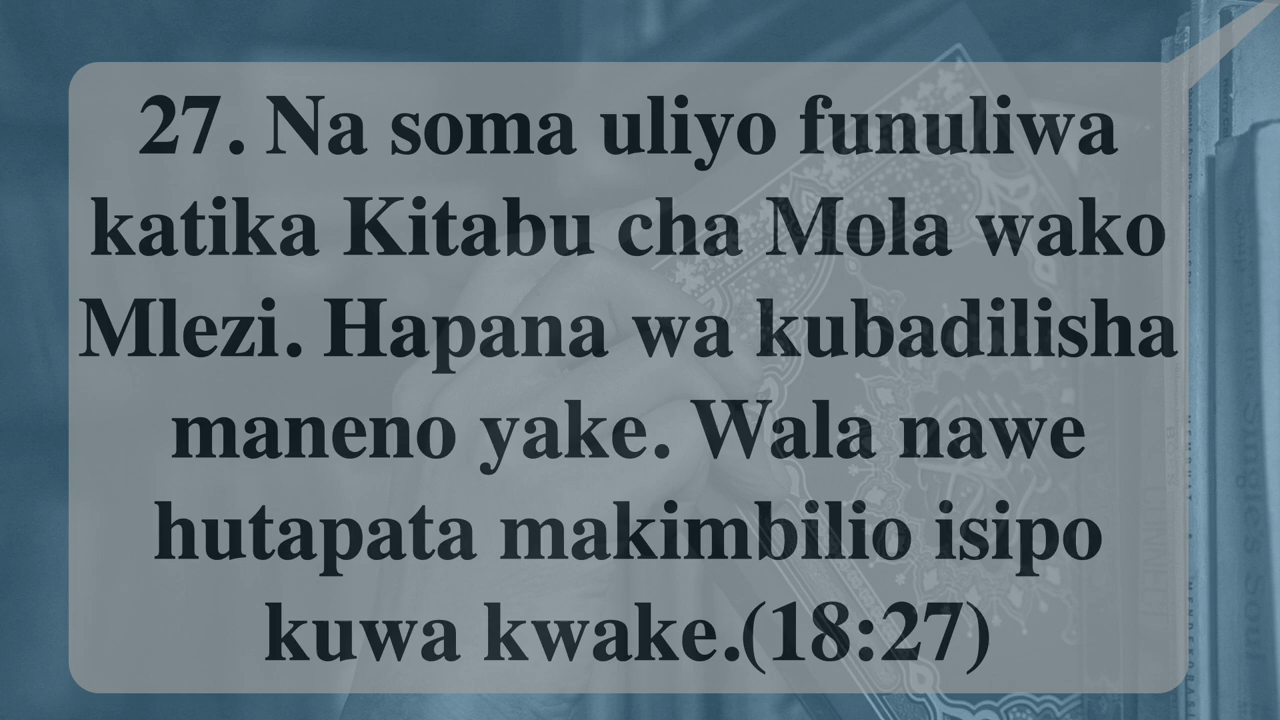 27. Na soma uliyo funuliwa
katika Kitabu cha Mola wako
Mlezi. Hapana wa kubadilisha
maneno yake. Wala nawe
hutapata makimbilio isipo
kuwa kwake.(18:27)